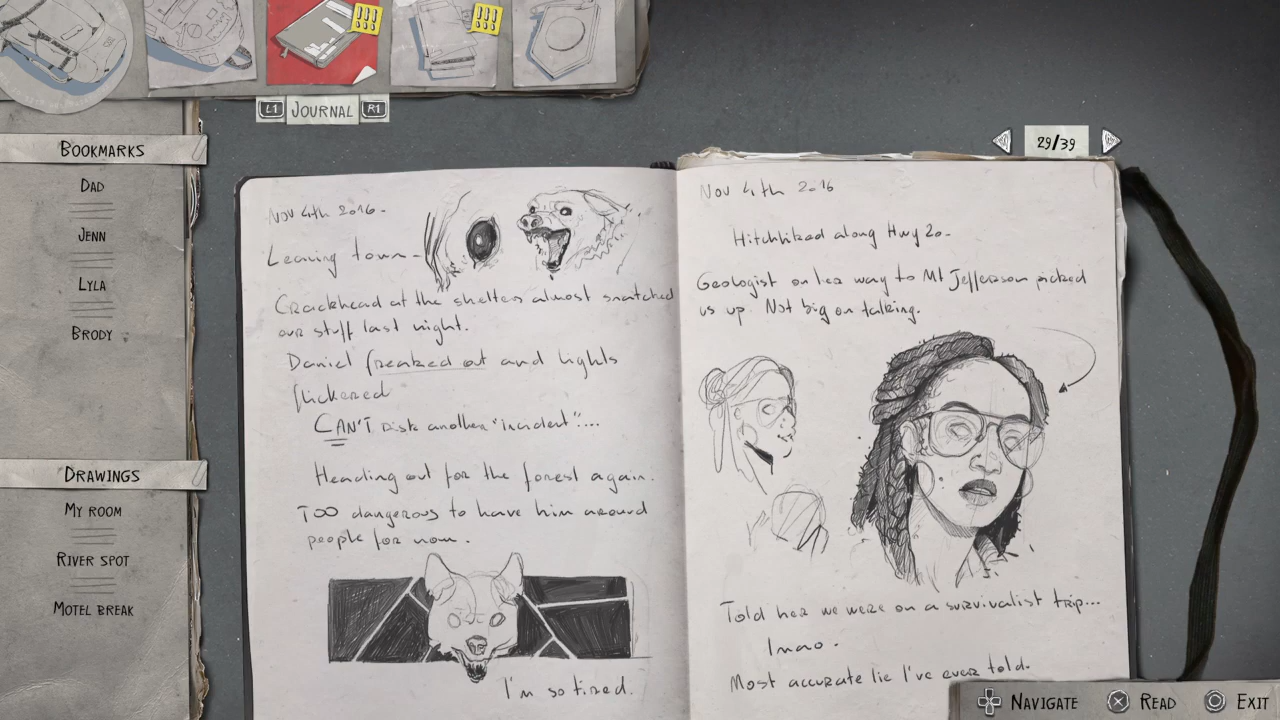 L1 JOURNAL R1
BOOKMARKS
DAD
JENN
LYLA
BRODY
DRAWINGS
MY ROOM
RIVER SPOT
MOTEL BREAK
29/39
Nov 4th 2016.
Leaving town.
Crackhead at the shelter almost snatched
our stuff last night.
Daniel freaked out and lights
flickered
CAN'T risk another "incident"...
Heading out for the forest again.
TOO dangerous to have him around
people for now.
I'm so tired.
Nov 4th 2016
Hitchhiked along Hwy 20.
Geologist on her way to Mt Jefferson picked
us up. Not big on talking.
Told her we were on a survivalist trip...
lmao.
Most accurate lie I've ever told.
NAVIGATE READ EXIT